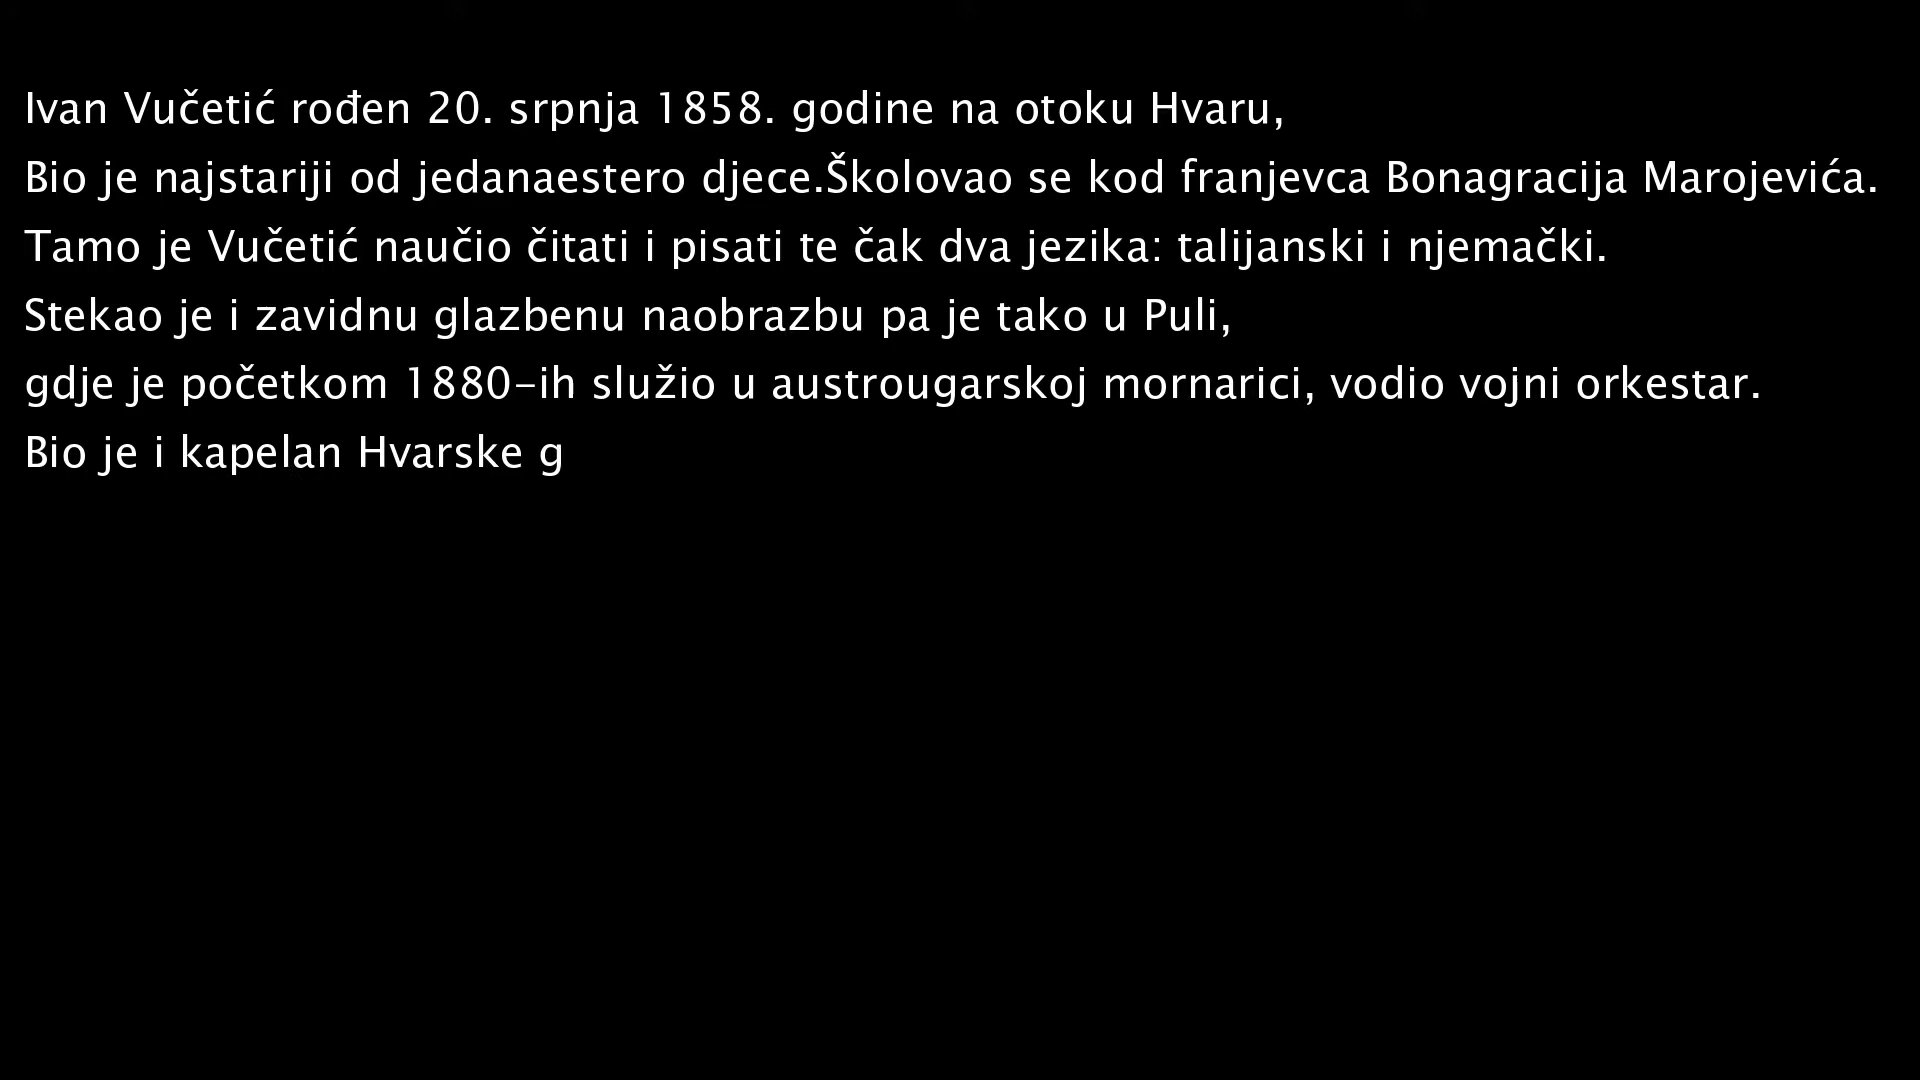 Ivan Vučetić rođen 20. srpnja 1858. godine na otoku Hvaru,
Bio je najstariji od jedanaestero djece.Školovao se kod franjevca Bonagracija Marojevića.
Tamo je Vučetić naučio čitati i pisati te čak dva jezika: talijanski i njemački.
Stekao je i zavidnu glazbenu naobrazbu pa je tako u Puli,
gdje je početkom 1880-ih služio u austrougarskoj mornarici, vodio vojni orkestar.
Bio je i kapelan Hvarske g